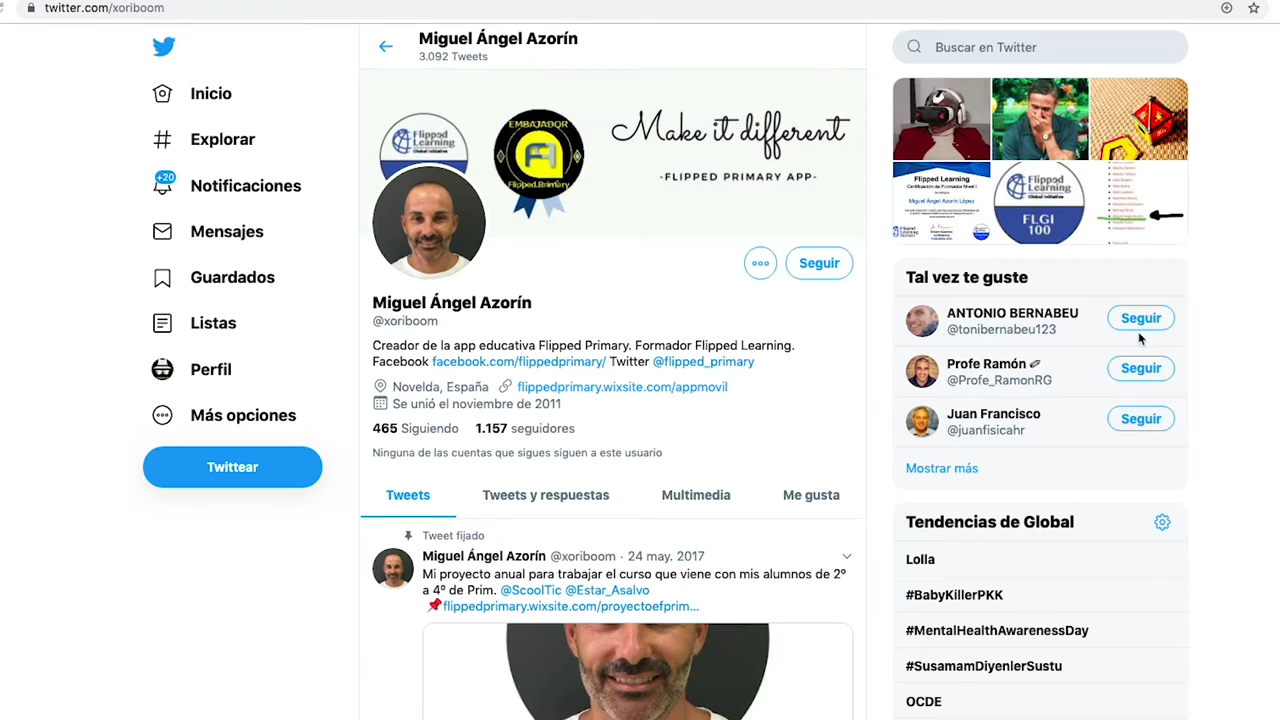 twitter.com/xoriboom
Inicio
Explorar
+20
Notificaciones
Mensajes
Guardados
Listas
Perfil
Más opciones
Twittear
Miguel Ángel Azorín
3.092 Tweets
Flipped
Learning
Global Initiative
EMBAJADOR
Flipped Primary
Make it different
-FLIPPED PRIMARY APP-
Seguir
Miguel Ángel Azorín
@xoriboom
Creador de la app educativa Flipped Primary. Formador Flipped Learning.
Facebook facebook.com/flippedprimary/ Twitter @flipped_primary
Novelda, España flippedprimary.wixsite.com/appmovil
Se unió el noviembre de 2011
465 Siguiendo 1.157 seguidores
Ninguna de las cuentas que sigues siguen a este usuario
Tweets Tweets y respuestas Multimedia Me gusta
Tweet fijado
Miguel Ángel Azorín @xoriboom · 24 may. 2017
Mi proyecto anual para trabajar el curso que viene con mis alumnos de 2º
a 4º de Prim. @ScoolTic @Estar_Asalvo
flippedprimary.wixsite.com/proyectoefprim...
Buscar en Twitter
Flipped Learning
Miguel Ángel Azorín López
Flipped
Learning
FLGI
100
Tal vez te guste
ANTONIO BERNABEU
@tonibernabeu123
Seguir
Profe Ramón
@Profe_RamonRG
Seguir
Juan Francisco
@juanfisicahr
Seguir
Mostrar más
Tendencias de Global
Lolla
#BabyKillerPKK
#MentalHealthAwarenessDay
#SusamamDiyenlerSustu
OCDE